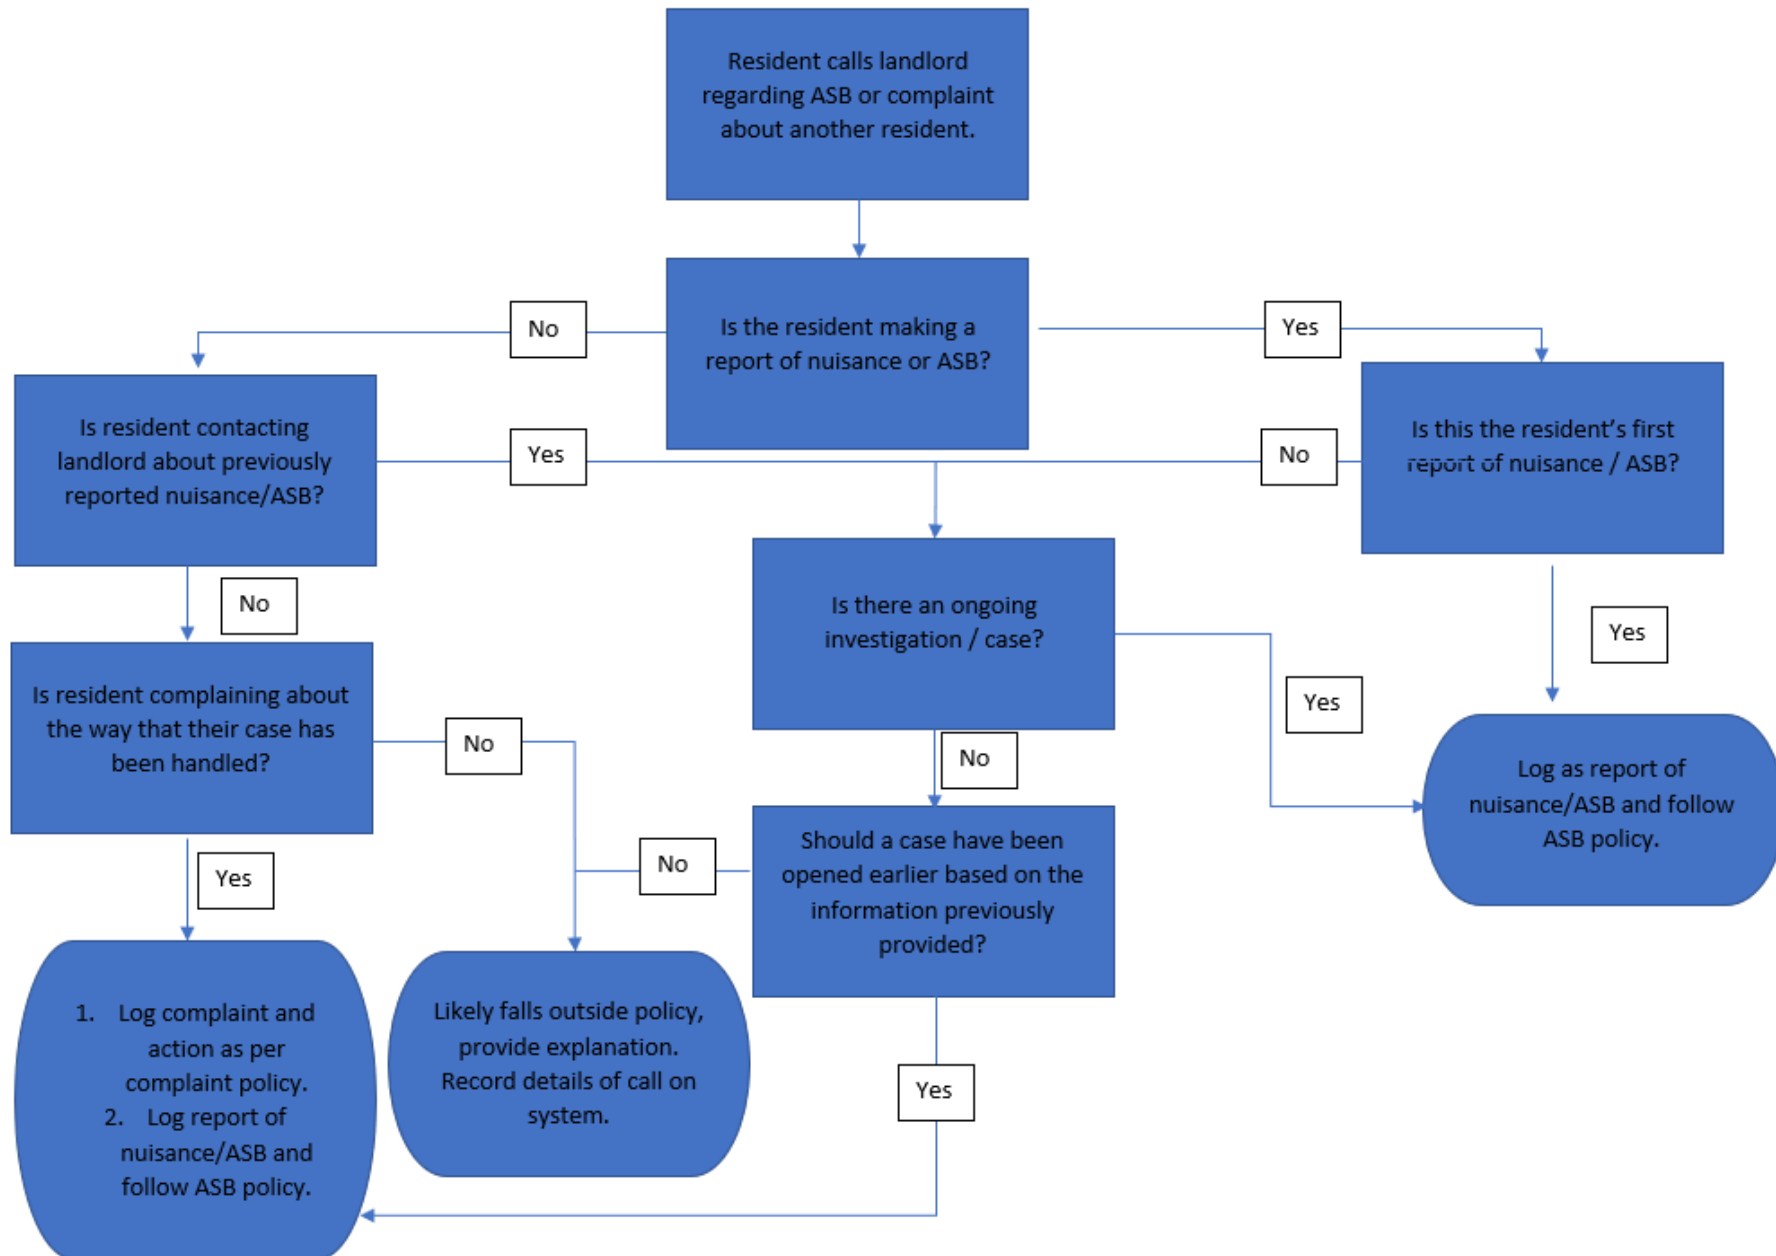 Resident calls landlord
regarding ASB or complaint
about another resident.
No
Is the resident making a
report of nuisance or ASB?
Yes
Is resident contacting
landlord about previously
reported nuisance/ASB?
Yes
No
Is this the resident’s first
report of nuisance / ASB?
No
Is there an ongoing
investigation / case?
Yes
Yes
Is resident complaining about
the way that their case has
been handled?
No
No
Log as report of
nuisance/ASB and follow
ASB policy.
Yes
No
Should a case have been
opened earlier based on the
information previously
provided?
1. Log complaint and
action as per
complaint policy.
2. Log report of
nuisance/ASB and
follow ASB policy.
Likely falls outside policy,
provide explanation.
Record details of call on
system.
Yes